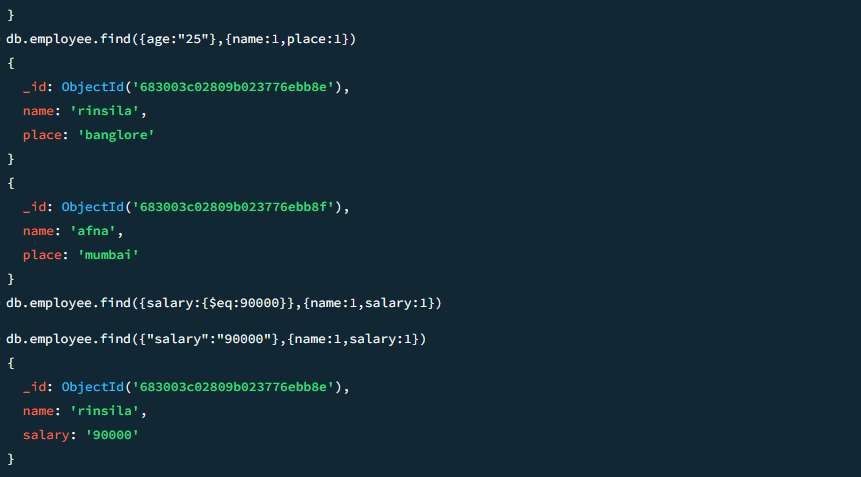 }
db.employee.find({age:"25"},{name:1,place:1})
{
  _id: ObjectId('683003c02809b023776ebb8e'),
  name: 'rinsila',
  place: 'banglore'
}
{
  _id: ObjectId('683003c02809b023776ebb8f'),
  name: 'afna',
  place: 'mumbai'
}
db.employee.find({salary:{$eq:90000}},{name:1,salary:1})
db.employee.find({"salary":"90000"},{name:1,salary:1})
{
  _id: ObjectId('683003c02809b023776ebb8e'),
  name: 'rinsila',
  salary: '90000'
}